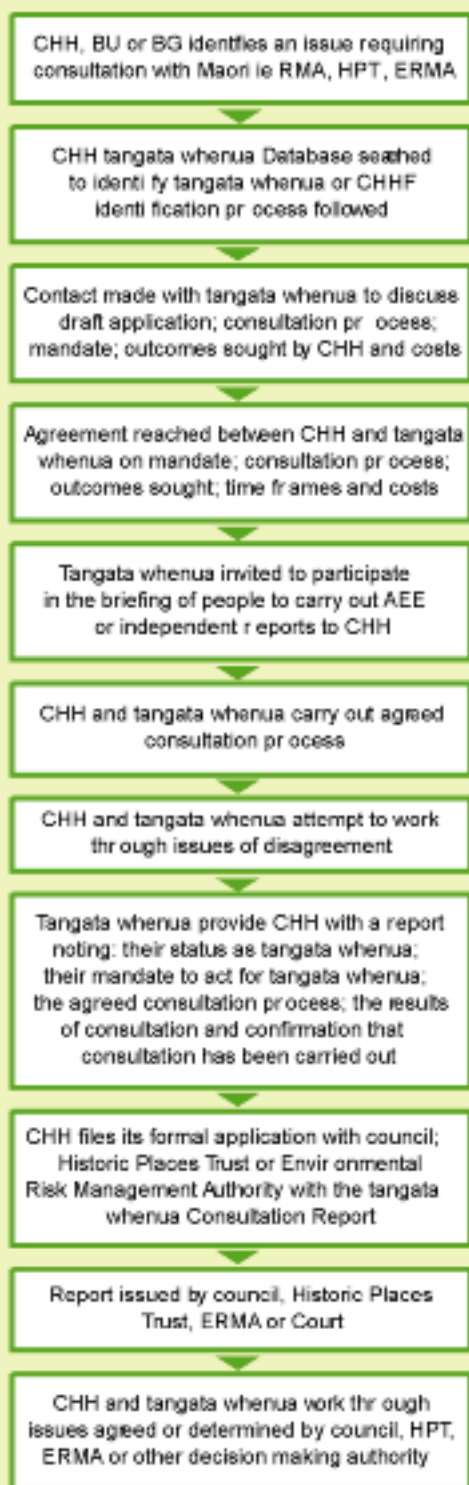 CHH, BU or BG identifies an issue requiring
consultation with Maori ie RMA, HPT, ERMA
CHH tangata whenua Database seathed
to identi fy tangata whenua or CHHF
identi fication pr ocess followed
Contact made with tangata whenua to discuss
draft application; consultation pr ocess;
mandate; outcomes sought by CHH and costs
Agreement reached between CHH and tangata
whenua on mandate; consultation pr ocess;
outcomes sought; time fr ames and costs
Tangata whenua invited to participate
in the briefing of people to carry out AEE
or independent r eports to CHH
CHH and tangata whenua carry out agreed
consultation pr ocess
CHH and tangata whenua attempt to work
thr ough issues of disagreement
Tangata whenua provide CHH with a report
noting: their status as tangata whenua;
their mandate to act for tangata whenua;
the agreed consultation pr ocess; the results
of consultation and confirmation that
consultation has been carried out
CHH files its formal application with council;
Historic Places Trust or Envir onmental
Risk Management Authority with the tangata
whenua Consultation Report
Report issued by council, Historic Places
Trust, ERMA or Court
CHH and tangata whenua work thr ough
issues agreed or determined by council, HPT,
ERMA or other decision making authority